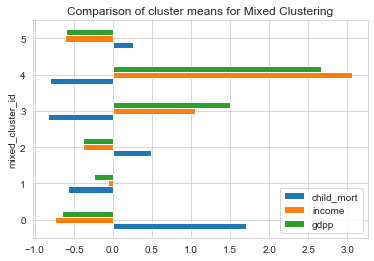 Comparison of cluster means for Mixed Clustering
mixed_cluster_id
5
4
3
2
1
0
-1.0 -0.5 0.0 0.5 1.0 1.5 2.0 2.5 3.0
child_mort
income
gdpp